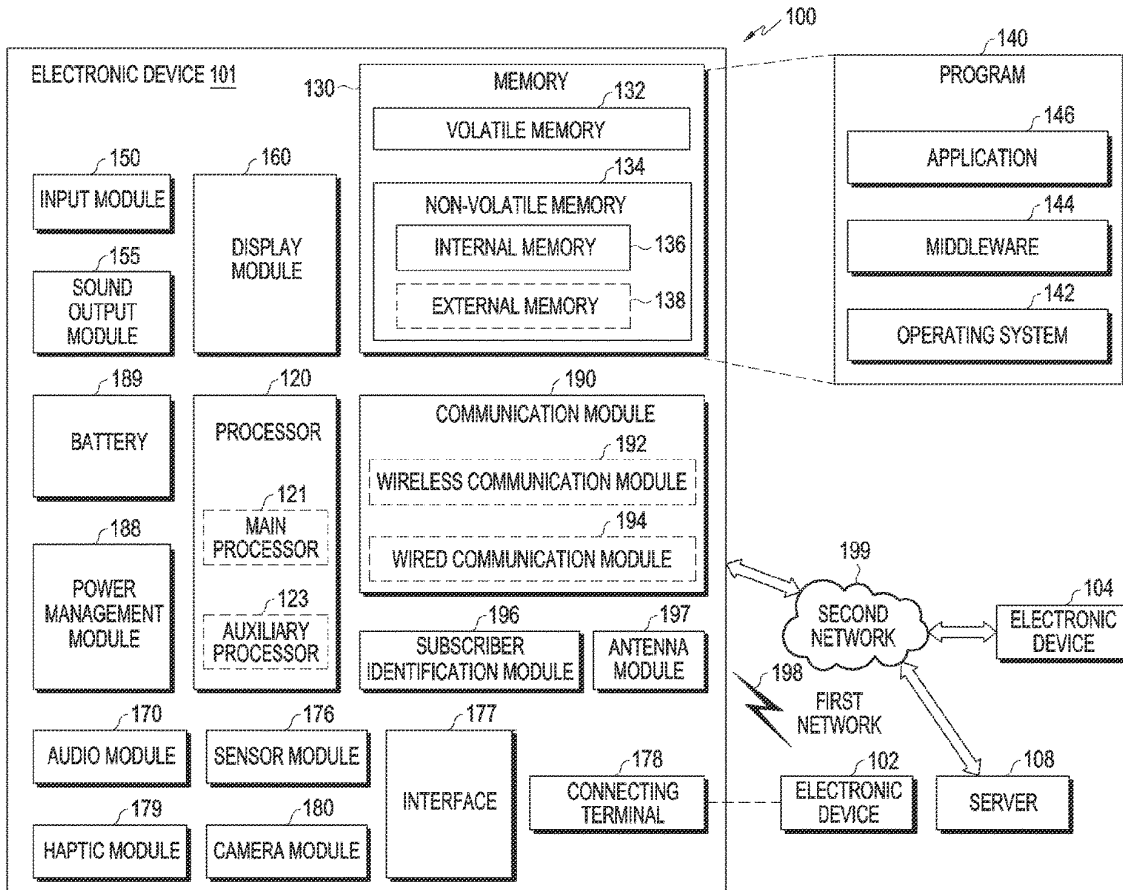 100
ELECTRONIC DEVICE 101
130
MEMORY
132
VOLATILE MEMORY
134
NON-VOLATILE MEMORY
INTERNAL MEMORY
136
EXTERNAL MEMORY
138
140
PROGRAM
146
APPLICATION
144
MIDDLEWARE
142
OPERATING SYSTEM
150
INPUT MODULE
160
DISPLAY
MODULE
155
SOUND
OUTPUT
MODULE
189
BATTERY
120
PROCESSOR
121
MAIN
PROCESSOR
123
AUXILIARY
PROCESSOR
190
COMMUNICATION MODULE
192
WIRELESS COMMUNICATION MODULE
194
WIRED COMMUNICATION MODULE
188
POWER
MANAGEMENT
MODULE
196
SUBSCRIBER
IDENTIFICATION MODULE
197
ANTENNA
MODULE
199
SECOND
NETWORK
104
ELECTRONIC
DEVICE
198
FIRST
NETWORK
170
AUDIO MODULE
176
SENSOR MODULE
177
INTERFACE
178
CONNECTING
TERMINAL
102
ELECTRONIC
DEVICE
108
SERVER
179
HAPTIC MODULE
180
CAMERA MODULE